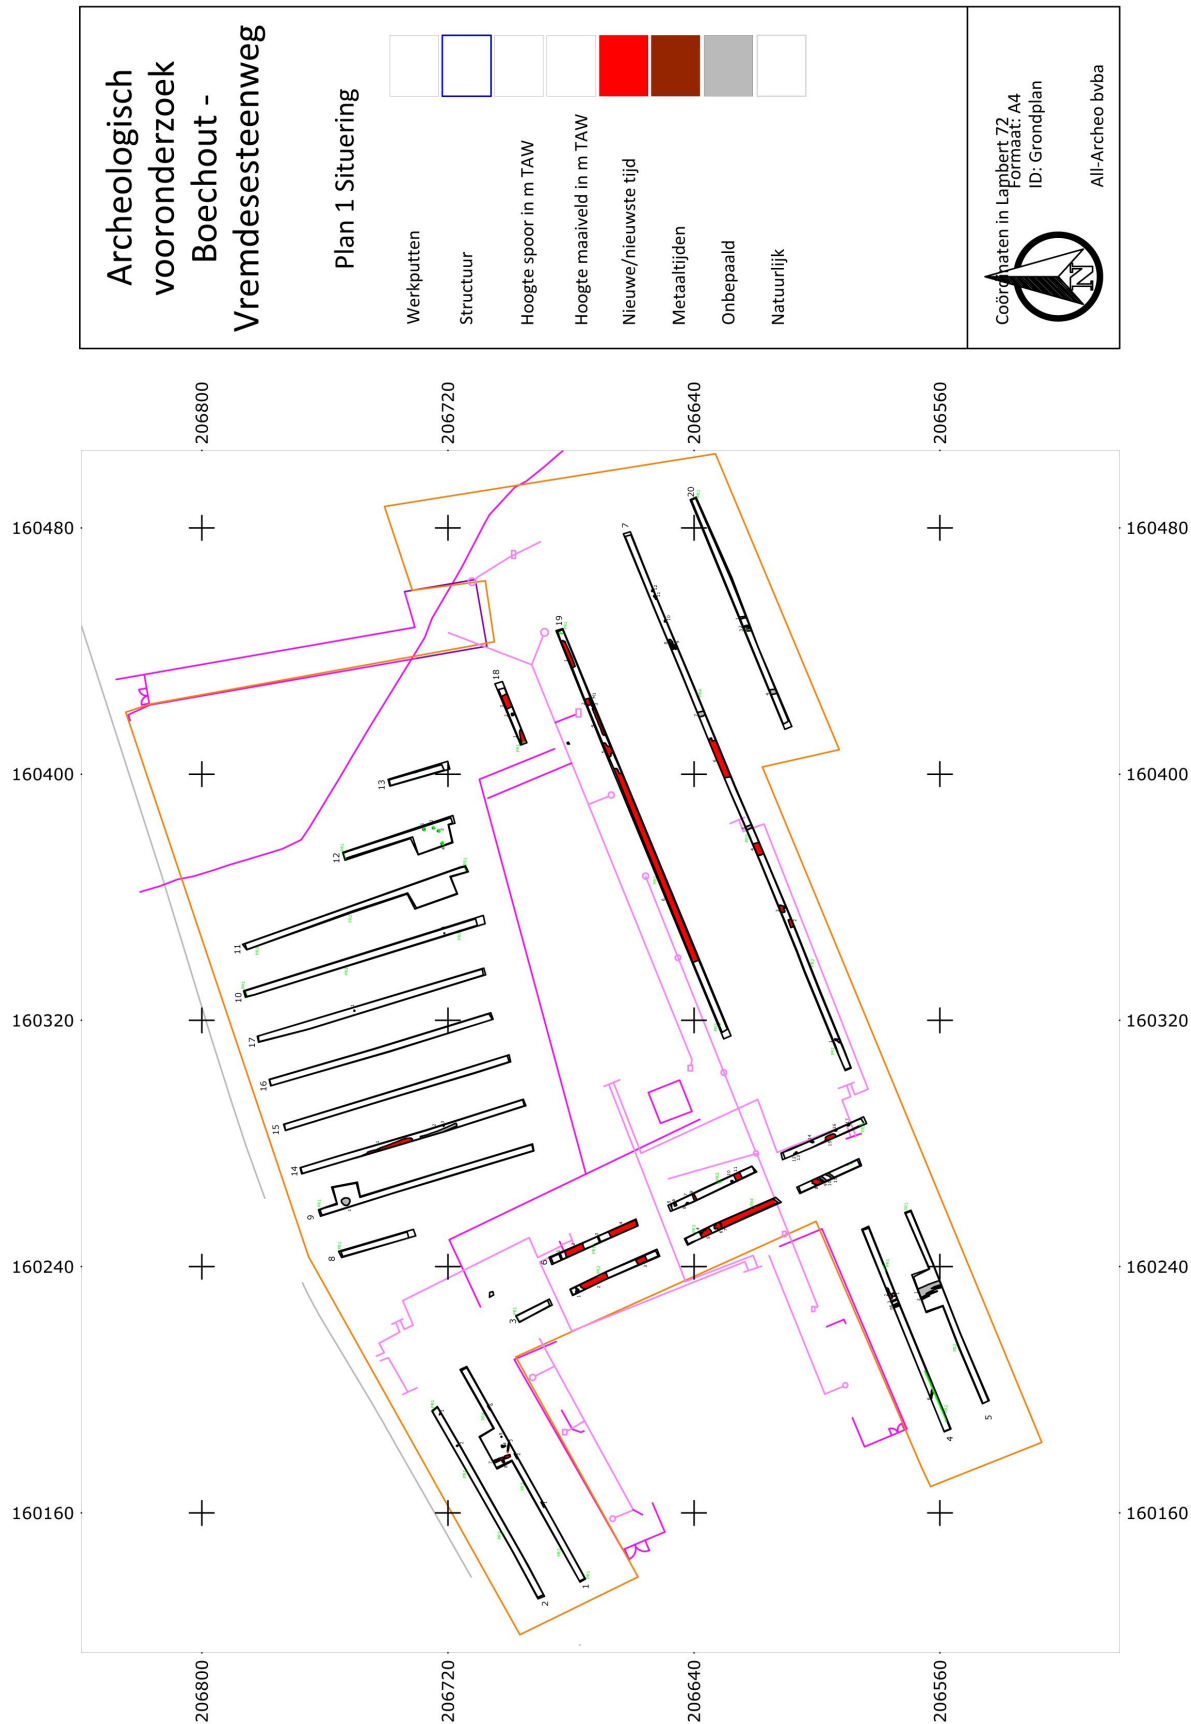 Archeologisch
vooronderzoek
Boechout -
Vremdesesteenweg
Plan 1 Situering
Werkputten
Structuur
Hoogte spoor in m TAW
Hoogte maaiveld in m TAW
Nieuwe/nieuwste tijd
Metaaltijden
Onbepaald
Natuurlijk
Coördinaten in Lambert 72
Formaat: A4
ID: Grondplan
All-Archeo bvba
N
206800
206720
206640
206560
160480
160480
160400
160400
160320
160320
160240
160240
160160
160160
206800
206720
206640
206560
20
7
19
18
13
12
11
10
17
16
15
14
9
8
6
3
2
1
4
5